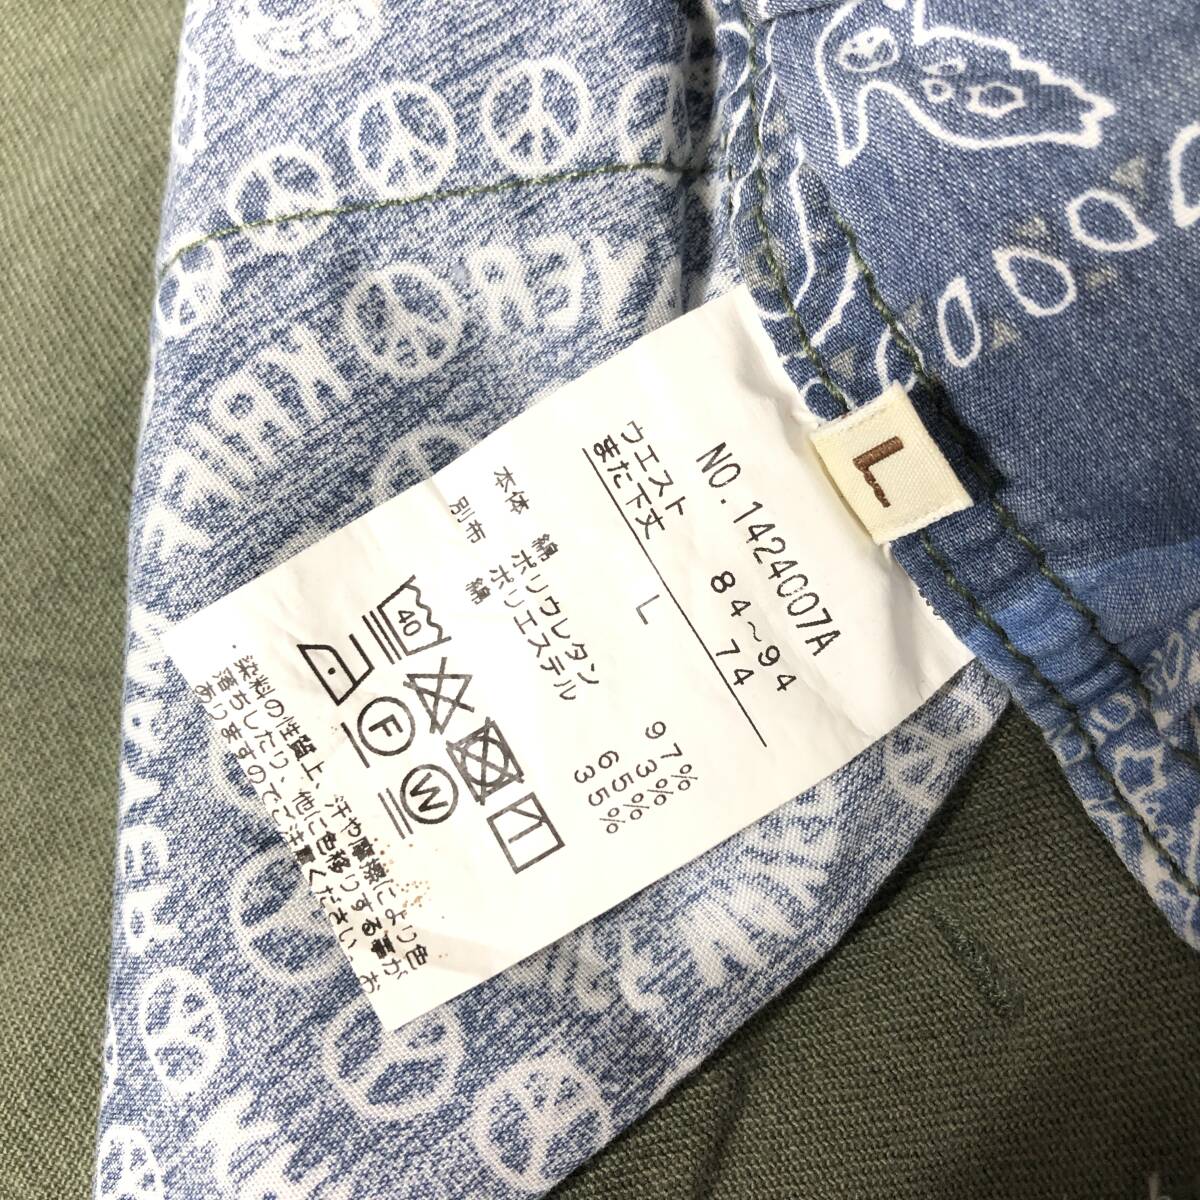 NO.1424007A
ウエスト 84~94
また下丈 74
L
本体 綿 97%
ポリウレタン 3%
別布 ポリエステル 65%
綿 35%
40
F
W
染料の性質上、汗や摩擦により色
落ちしたり、他に色移りする事が
ありますのでご注意ください。お
L